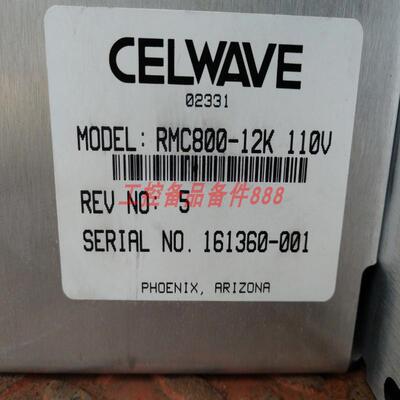 CELWAVE
02331
MODEL: RMC800-12K 110V
工控备品备件888
REV NO: 5
SERIAL NO. 161360-001
PHOENIX, ARIZONA